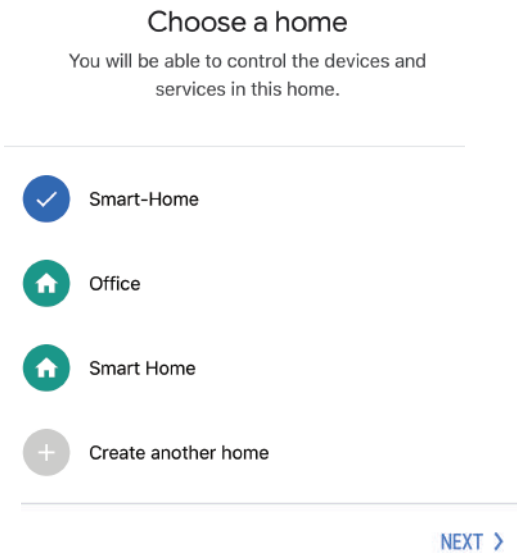 Choose a home
You will be able to control the devices and
services in this home.
Smart-Home
Office
Smart Home
Create another home
NEXT